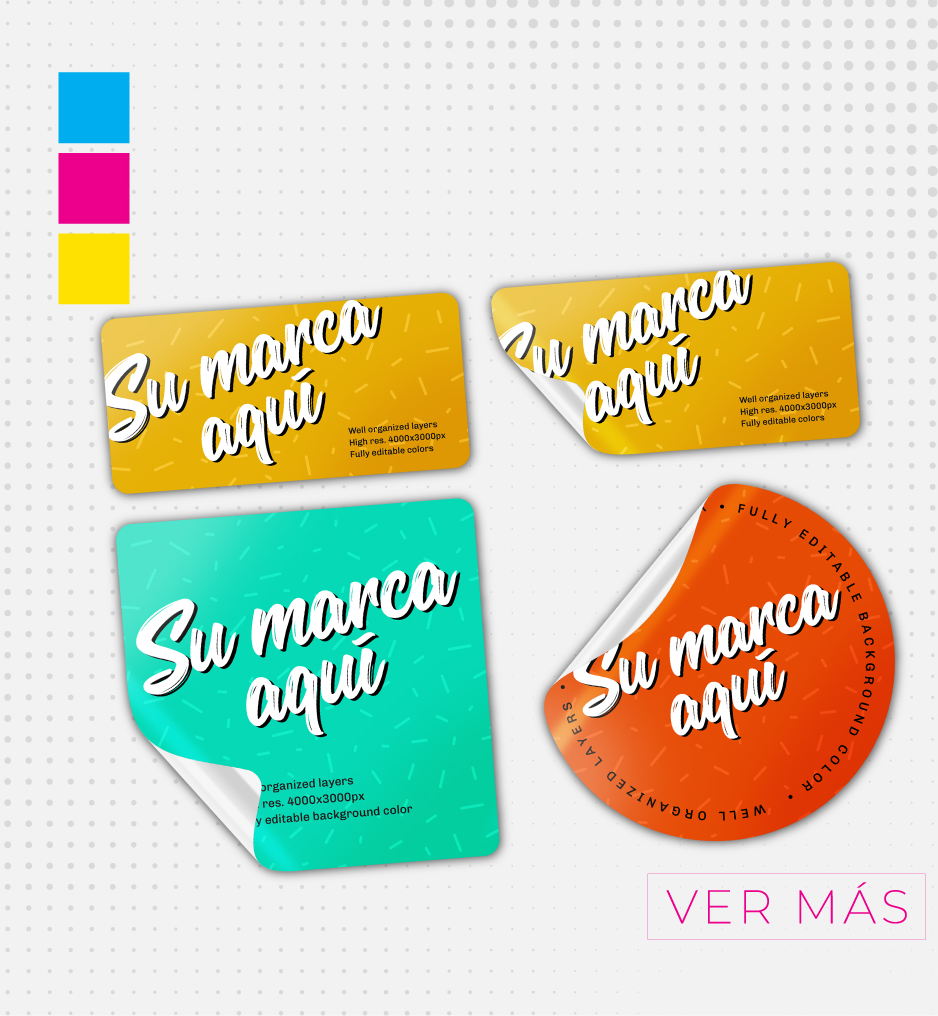 Su marca
aquí
Well organized layers
High res. 4000x3000px
Fully editable colors
Su marca
aquí
Well organized layers
High res. 4000x3000px
Fully editable colors
Su marca
aquí
organized layers
res. 4000x3000px
editable background color
• FULLY EDITABLE BACKGROUND COLOR • WELL ORGANIZED LAYERS •
Su marca
aquí
VER MÁS